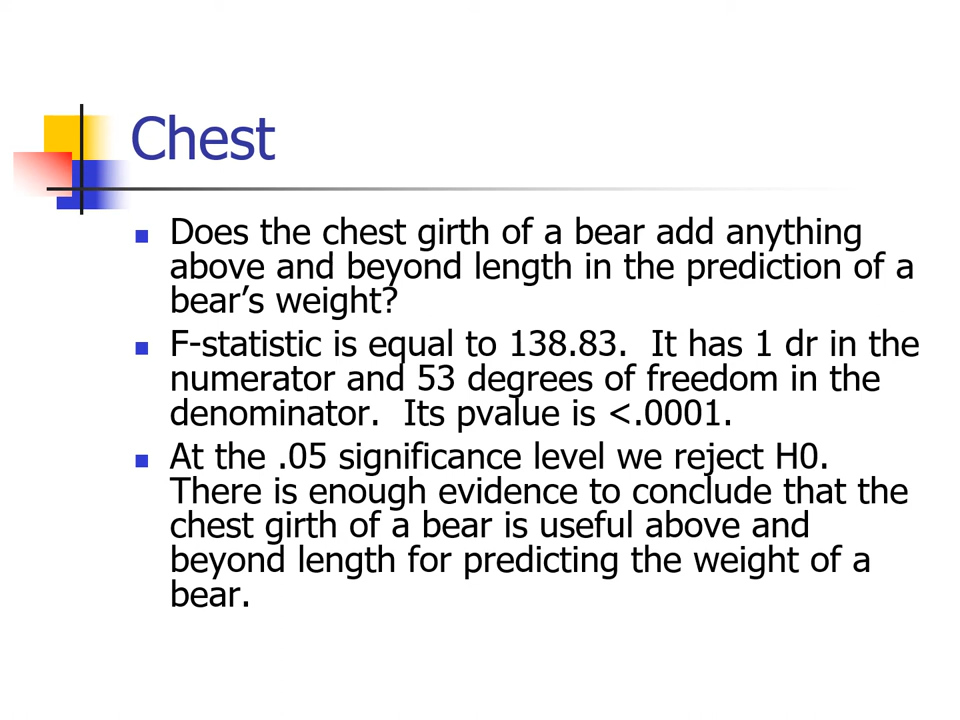 Chest
Does the chest girth of a bear add anything
above and beyond length in the prediction of a
bear’s weight?
F-statistic is equal to 138.83.  It has 1 dr in the
numerator and 53 degrees of freedom in the
denominator.  Its pvalue is <.0001.
At the .05 significance level we reject H0.
There is enough evidence to conclude that the
chest girth of a bear is useful above and
beyond length for predicting the weight of a
bear.